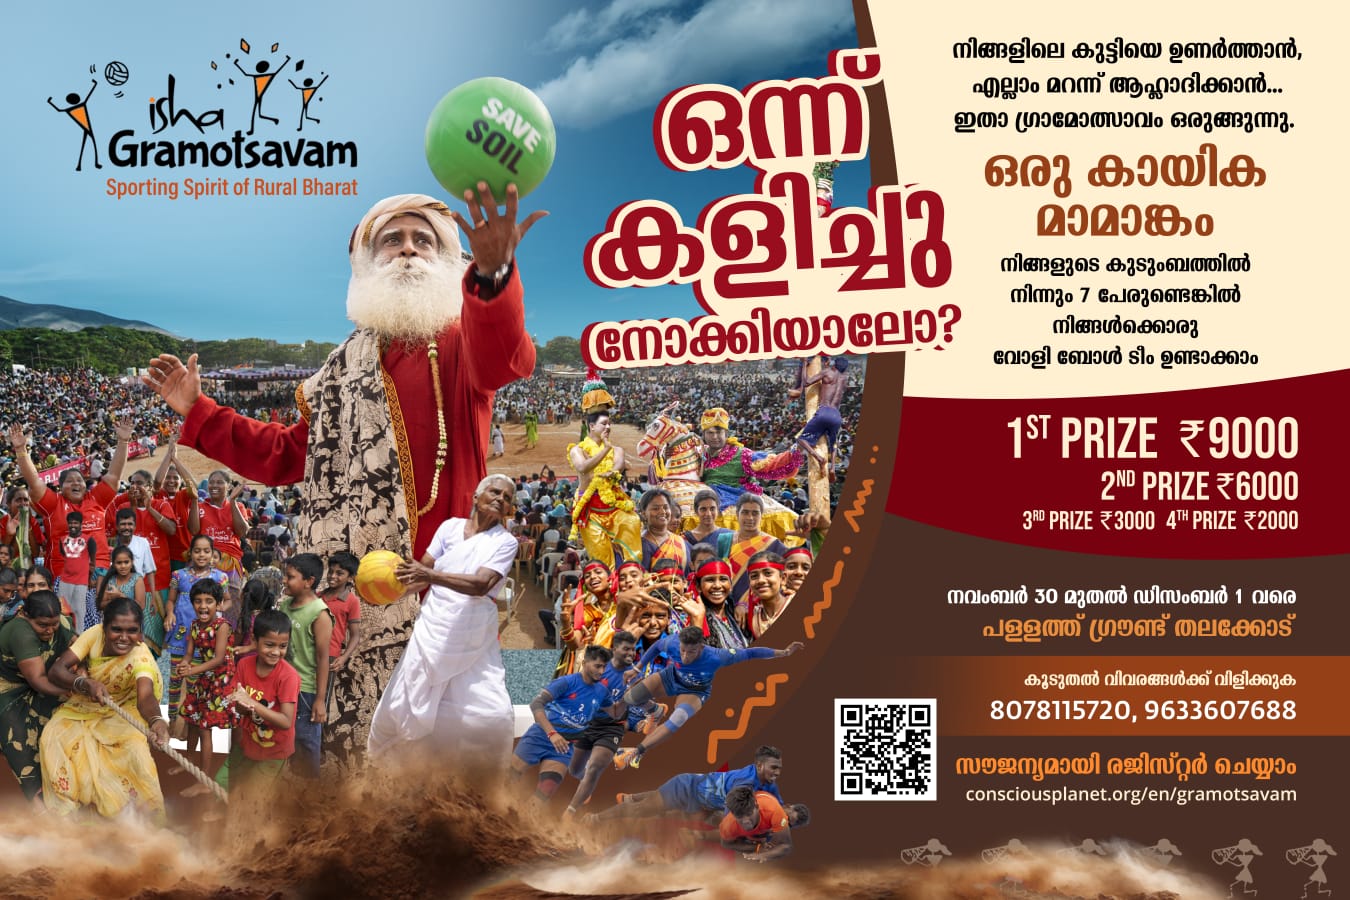 isha
Gramotsavam
Sporting Spirit of Rural Bharat
SAVE
SOIL
ഒന്ന്
കളിച്ചു
നോക്കിയാലോ?
നിങ്ങളിലെ കുട്ടിയെ ഉണർത്താൻ,
എല്ലാം മറന്ന് ആഹ്ലാദിക്കാൻ...
ഇതാ ഗ്രാമോത്സാവം ഒരുങ്ങുന്നു.
ഒരു കായിക
മാമാങ്കം
നിങ്ങളുടെ കുടുംബത്തിൽ
നിന്നും 7 പേരുണ്ടെങ്കിൽ
നിങ്ങൾക്കൊരു
വോളി ബോൾ ടീം ഉണ്ടാക്കാം
1ST PRIZE ₹9000
2ND PRIZE ₹6000
3RD PRIZE ₹3000 4TH PRIZE ₹2000
നവംബർ 30 മുതൽ ഡിസംബർ 1 വരെ
പളളത്ത് ഗ്രൗണ്ട് തലക്കോട്
കൂടുതൽ വിവരങ്ങൾക്ക് വിളിക്കുക
8078115720, 9633607688
സൗജന്യമായി രജിസ്റ്റർ ചെയ്യാം
consciousplanet.org/en/gramotsavam